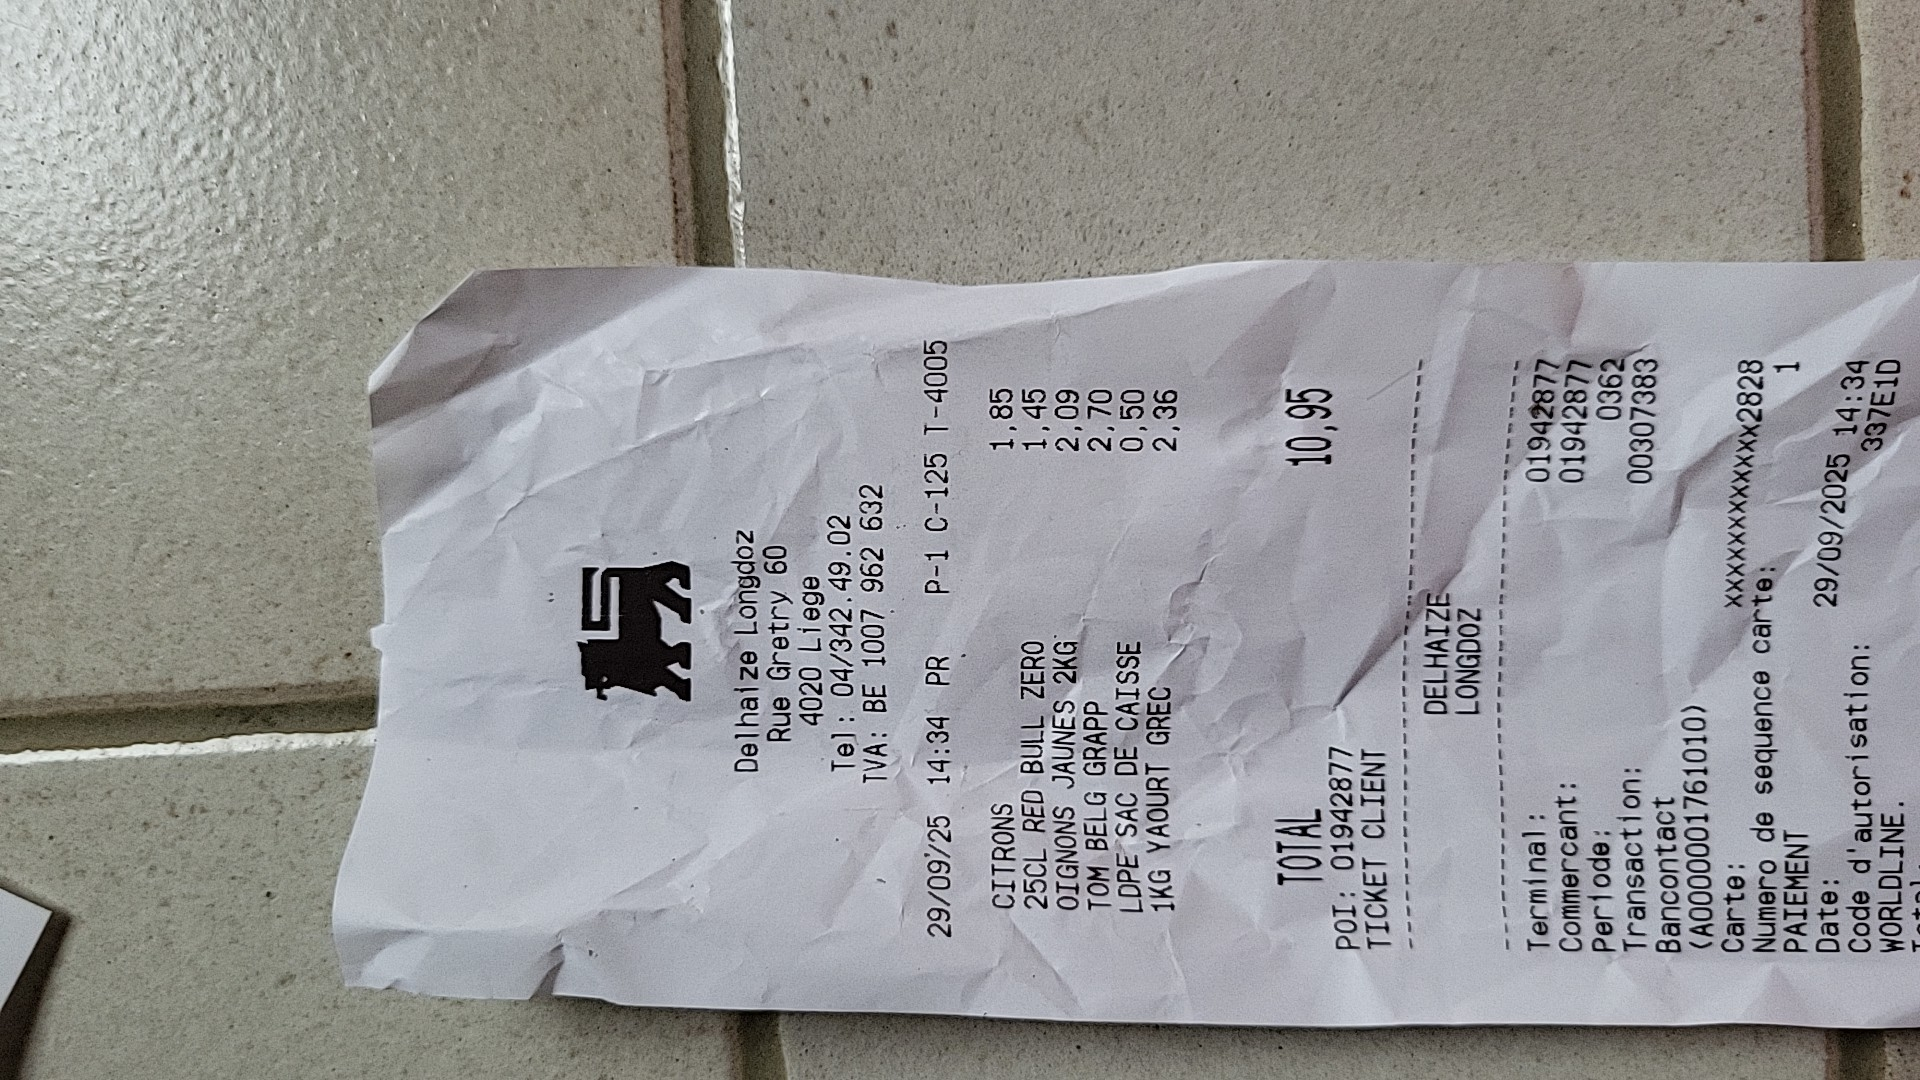 Delhaize Longdoz
Rue Gretry 60
4020 Liege
Tel: 04/342.49.02
TVA: BE 1007 962 632
29/09/25 14:34 PR P-1 C-125 T-4005
CITRONS 1,85
25CL RED BULL ZERO 1,45
OIGNONS JAUNES 2KG 2,09
TOM BELG GRAPP 2,70
LDPE SAC DE CAISSE 0,50
1KG YAOURT GREC 2,36
TOTAL 10,95
POI: 01942877
TICKET CLIENT
DELHAIZE
LONGDOZ
Terminal: 01942877
Commercant: 01942877
Periode: 0362
Transaction: 00307383
Bancontact
(A0000001761010)
Carte: xxxxxxxxxxxxx2828
Numero de sequence carte: 1
PAIEMENT
Date: 29/09/2025 14:34
Code d'autorisation: 337E1D
WORLDLINE.